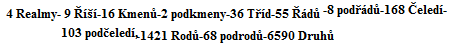 4 Realmy- 9 Říší-16 Kmenů-2 podkmeny-36 Tříd-55 Řádů -8 podřádů-168 Čeledí-
103 podčeledí,-1421 Rodů-68 podrodů-6590 Druhů